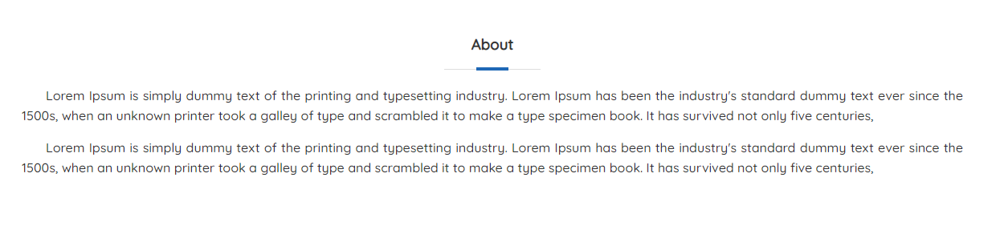 About
Lorem Ipsum is simply dummy text of the printing and typesetting industry. Lorem Ipsum has been the industry's standard dummy text ever since the
1500s, when an unknown printer took a galley of type and scrambled it to make a type specimen book. It has survived not only five centuries,
Lorem Ipsum is simply dummy text of the printing and typesetting industry. Lorem Ipsum has been the industry's standard dummy text ever since the
1500s, when an unknown printer took a galley of type and scrambled it to make a type specimen book. It has survived not only five centuries,